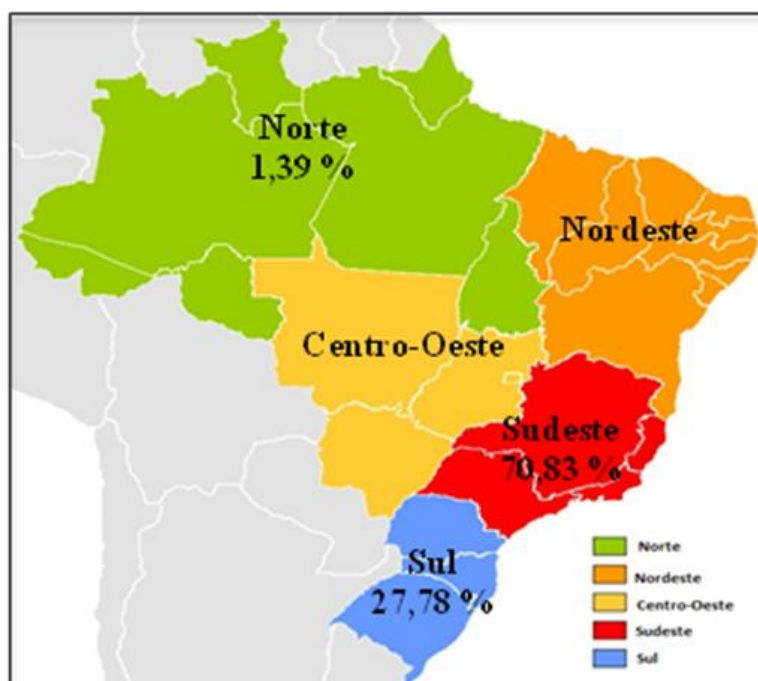 Norte
1,39 %
Nordeste
Centro-Oeste
Sudeste
70,83 %
Sul
27,78 %
Norte
Nordeste
Centro-Oeste
Sudeste
Sul